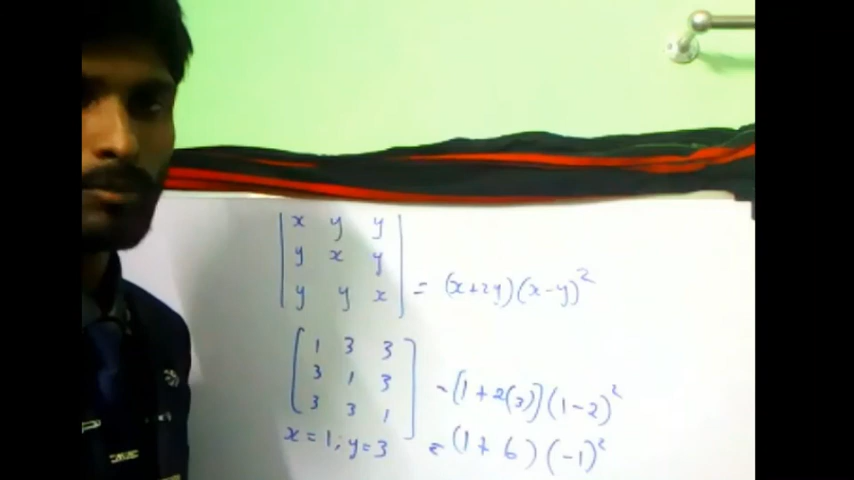 | x y y |
| y x y |
| y y x | = (x+2y)(x-y)²
[ 1 3 3 ]
[ 3 1 3 ] = [1+2(3)](1-2)²
[ 3 3 1 ]
x=1; y=3 = (1+6)(-1)²